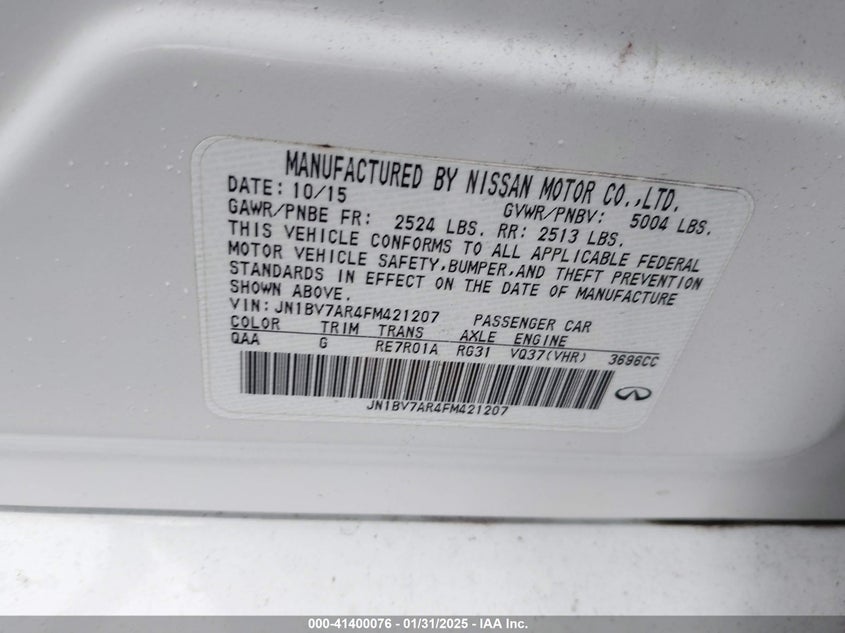 MANUFACTURED BY NISSAN MOTOR CO.,LTD.
DATE: 10/15 GVWR/PNBV: 5004 LBS.
GAWR/PNBE FR: 2524 LBS. RR: 2513 LBS.
THIS VEHICLE CONFORMS TO ALL APPLICABLE FEDERAL
MOTOR VEHICLE SAFETY,BUMPER,AND THEFT PREVENTION
STANDARDS IN EFFECT ON THE DATE OF MANUFACTURE
SHOWN ABOVE.
VIN: JN1BV7AR4FM421207 PASSENGER CAR
COLOR TRIM TRANS AXLE ENGINE
QAA G RE7R01A RG31 VQ37(VHR) 3696CC
JN1BV7AR4FM421207
000-41400076 - 01/31/2025 - IAA Inc.